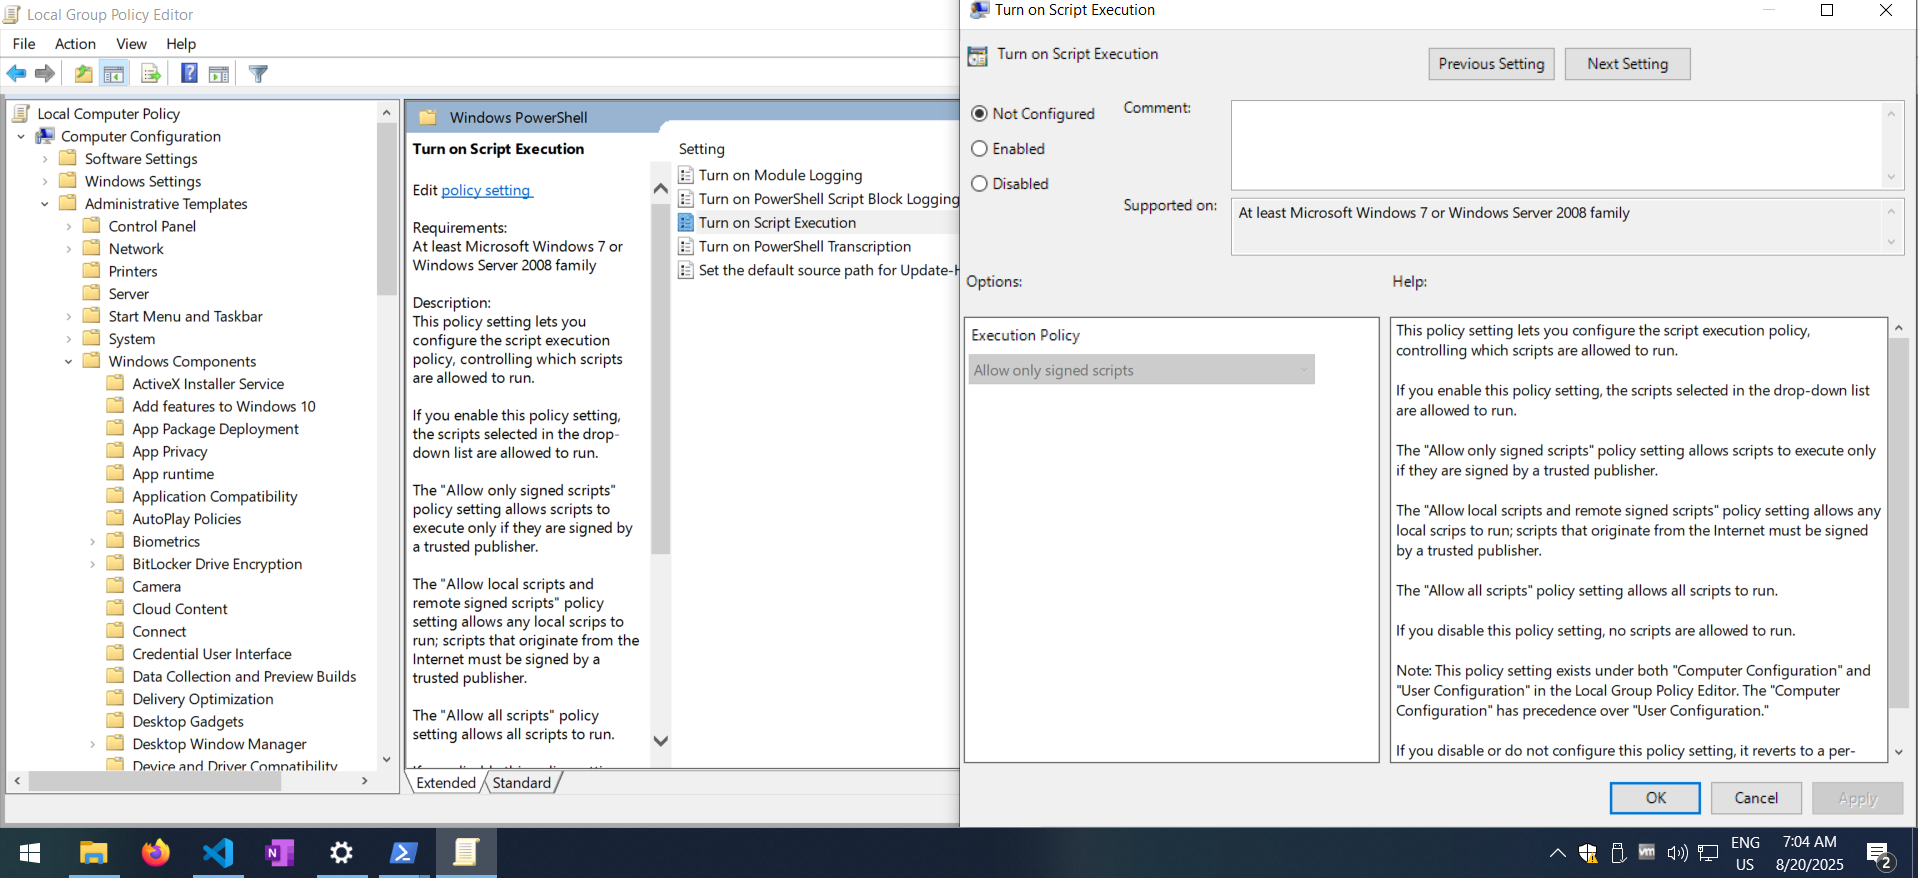 Local Group Policy Editor
File Action View Help
Local Computer Policy
Computer Configuration
Software Settings
Windows Settings
Administrative Templates
Control Panel
Network
Printers
Server
Start Menu and Taskbar
System
Windows Components
ActiveX Installer Service
Add features to Windows 10
App Package Deployment
App Privacy
App runtime
Application Compatibility
AutoPlay Policies
Biometrics
BitLocker Drive Encryption
Camera
Cloud Content
Connect
Credential User Interface
Data Collection and Preview Builds
Delivery Optimization
Desktop Gadgets
Desktop Window Manager
Device and Driver Compatibility
Windows PowerShell
Turn on Script Execution
Edit policy setting
Requirements:
At least Microsoft Windows 7 or
Windows Server 2008 family
Description:
This policy setting lets you
configure the script execution
policy, controlling which scripts
are allowed to run.
If you enable this policy setting,
the scripts selected in the drop-
down list are allowed to run.
The "Allow only signed scripts"
policy setting allows scripts to
execute only if they are signed by
a trusted publisher.
The "Allow local scripts and
remote signed scripts" policy
setting allows any local scrips to
run; scripts that originate from the
Internet must be signed by a
trusted publisher.
The "Allow all scripts" policy
setting allows all scripts to run.
Setting
Turn on Module Logging
Turn on PowerShell Script Block Logging
Turn on Script Execution
Turn on PowerShell Transcription
Set the default source path for Update-H
Extended Standard
Turn on Script Execution
Turn on Script Execution
Previous Setting Next Setting
Not Configured
Enabled
Disabled
Comment:
Supported on:
At least Microsoft Windows 7 or Windows Server 2008 family
Options:
Help:
Execution Policy
Allow only signed scripts
This policy setting lets you configure the script execution policy,
controlling which scripts are allowed to run.
If you enable this policy setting, the scripts selected in the drop-down list
are allowed to run.
The "Allow only signed scripts" policy setting allows scripts to execute only
if they are signed by a trusted publisher.
The "Allow local scripts and remote signed scripts" policy setting allows any
local scrips to run; scripts that originate from the Internet must be signed
by a trusted publisher.
The "Allow all scripts" policy setting allows all scripts to run.
If you disable this policy setting, no scripts are allowed to run.
Note: This policy setting exists under both "Computer Configuration" and
"User Configuration" in the Local Group Policy Editor. The "Computer
Configuration" has precedence over "User Configuration."
If you disable or do not configure this policy setting, it reverts to a per-
OK Cancel Apply
N
vm
ENG
US
7:04 AM
8/20/2025
2